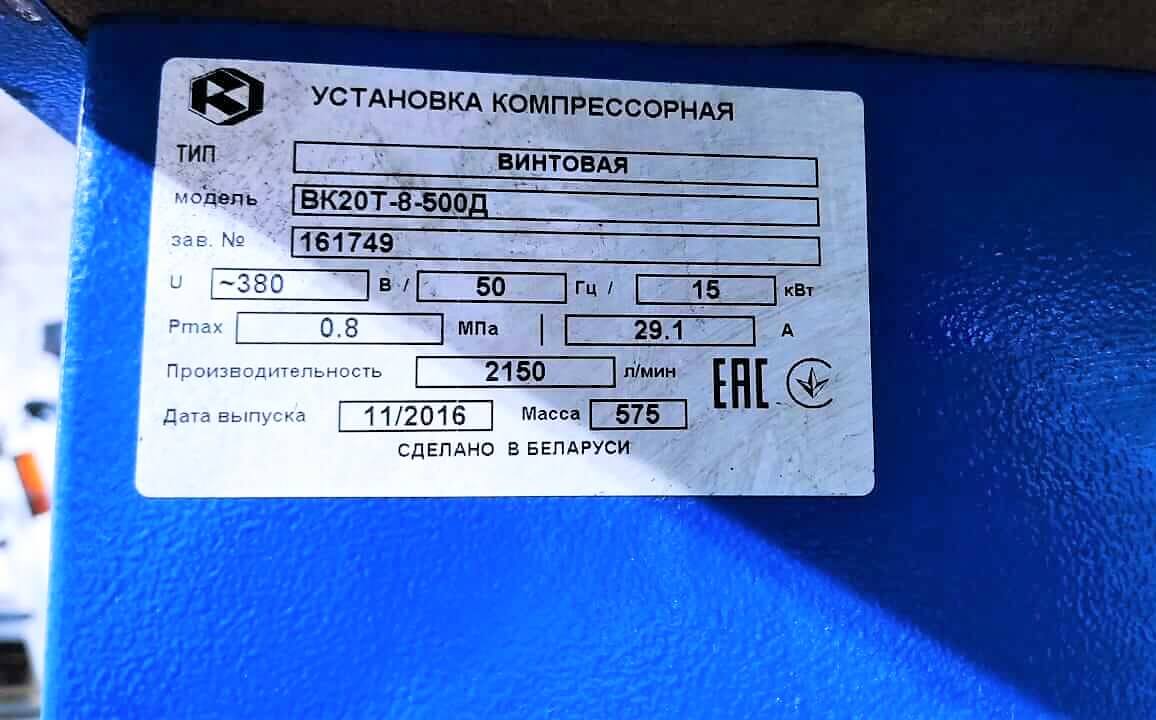 УСТАНОВКА КОМПРЕССОРНАЯ
ТИП ВИНТОВАЯ
модель ВК20Т-8-500Д
зав. № 161749
U ~380 В / 50 Гц / 15 кВт
Pmax 0.8 МПа | 29.1 А
Производительность 2150 л/мин
EAC
Дата выпуска 11/2016 Масса 575
СДЕЛАНО В БЕЛАРУСИ